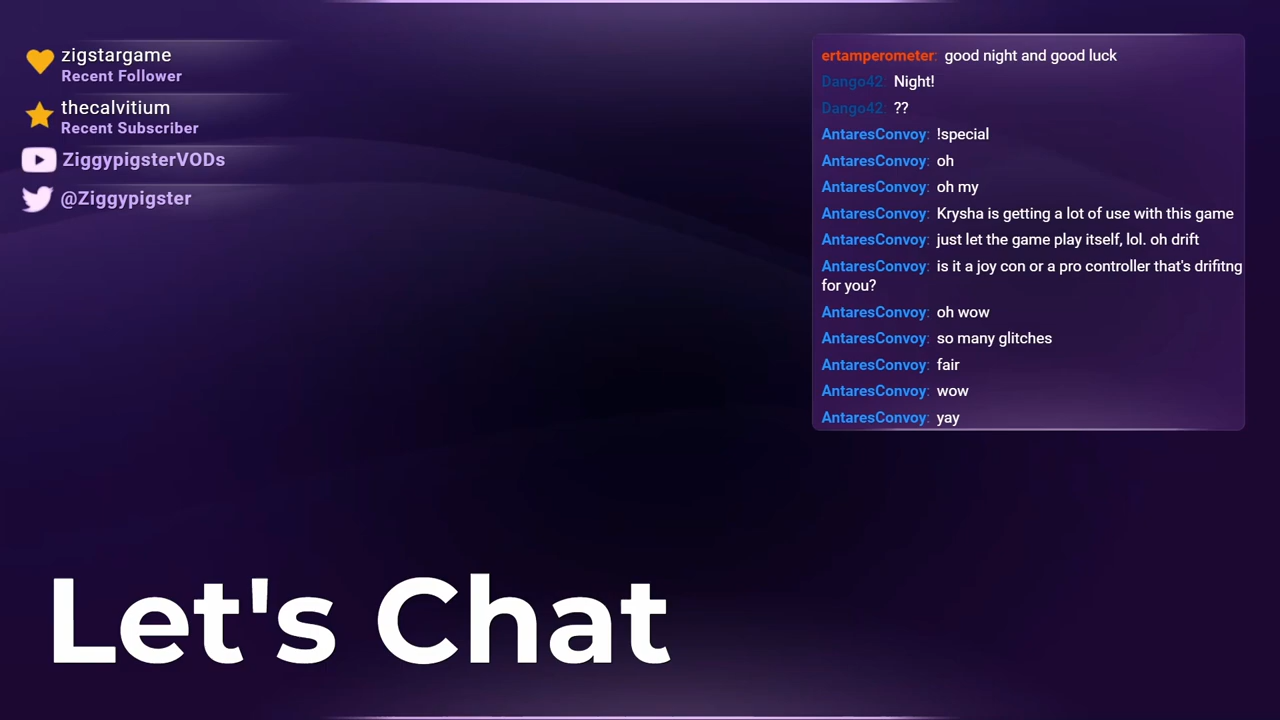 zigstargame
Recent Follower
thecalvitium
Recent Subscriber
ZiggypigsterVODs
@Ziggypigster
ertamperometer: good night and good luck
Dango42: Night!
Dango42: ??
AntaresConvoy: !special
AntaresConvoy: oh
AntaresConvoy: oh my
AntaresConvoy: Krysha is getting a lot of use with this game
AntaresConvoy: just let the game play itself, lol. oh drift
AntaresConvoy: is it a joy con or a pro controller that's drifitng
for you?
AntaresConvoy: oh wow
AntaresConvoy: so many glitches
AntaresConvoy: fair
AntaresConvoy: wow
AntaresConvoy: yay
Let's Chat